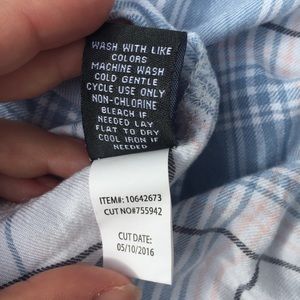 WASH WITH LIKE
COLORS
MACHINE WASH
COLD GENTLE
CYCLE USE ONLY
NON-CHLORINE
BLEACH IF
NEEDED LAY
FLAT TO DRY
COOL IRON IF
NEEDED
ITEM#: 10642673
CUT NO#755942
CUT DATE:
05/10/2016